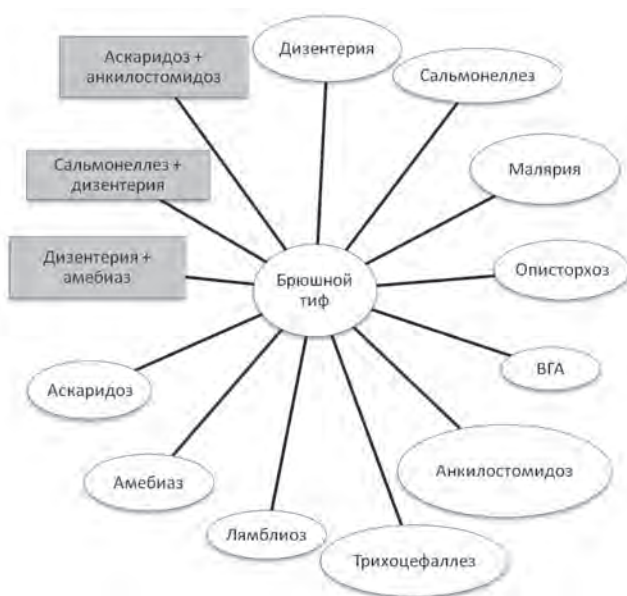 Аскаридоз +
анкилостомидоз
Дизентерия
Сальмонеллез
Сальмонеллез +
дизентерия
Малярия
Дизентерия +
амебиаз
Брюшной
тиф
Описторхоз
ВГА
Аскаридоз
Анкилостомидоз
Амебиаз
Лямблиоз
Трихоцефаллез